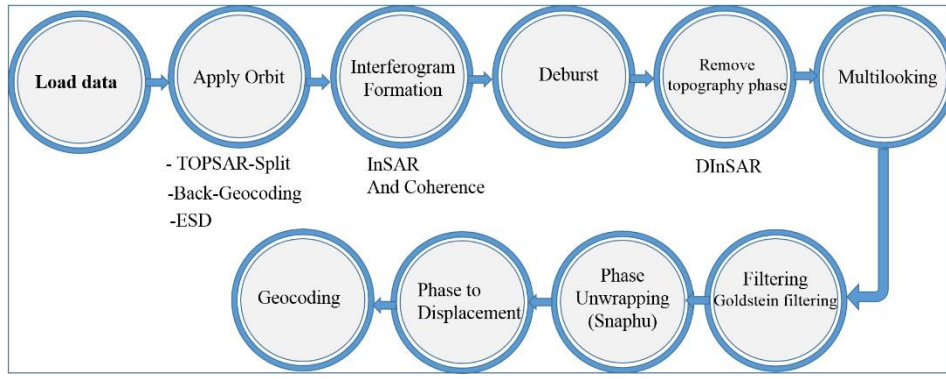 Load data
Apply Orbit
- TOPSAR-Split
-Back-Geocoding
-ESD
Interferogram
Formation
InSAR
And Coherence
Deburst
Remove
topography phase
DInSAR
Multilooking
Filtering
Goldstein filtering
Phase
Unwrapping
(Snaphu)
Phase to
Displacement
Geocoding